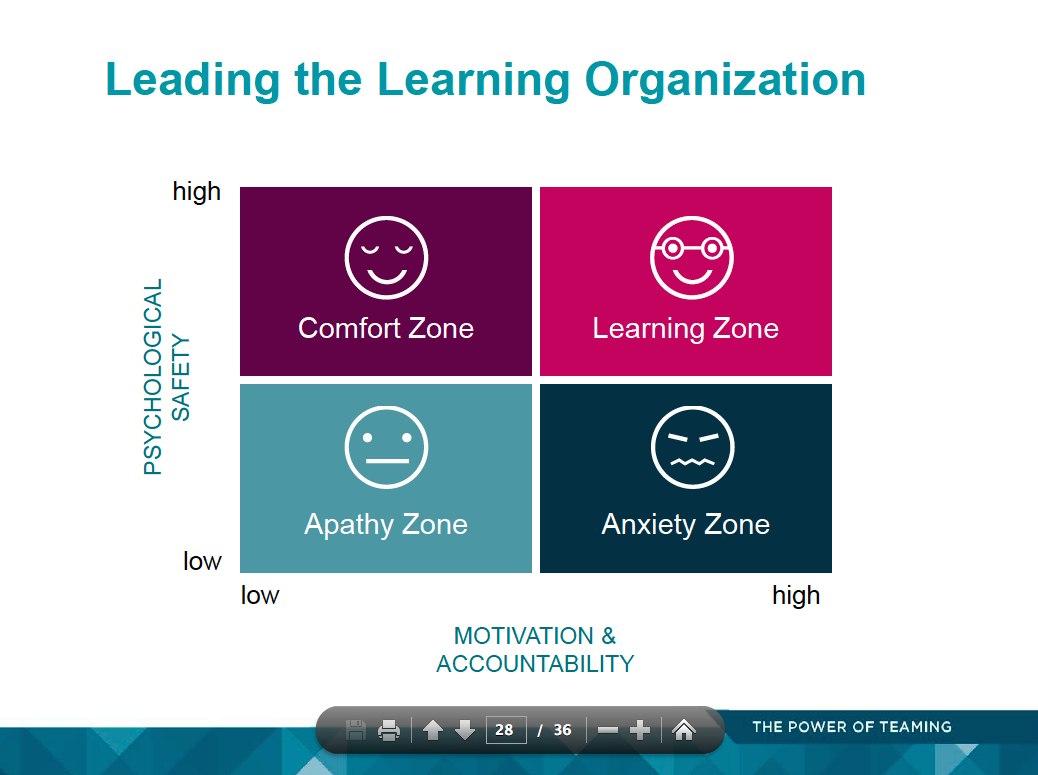 Leading the Learning Organization
high
PSYCHOLOGICAL
SAFETY
Comfort Zone
Learning Zone
Apathy Zone
Anxiety Zone
low
low
high
MOTIVATION &
ACCOUNTABILITY
28 / 36
THE POWER OF TEAMING